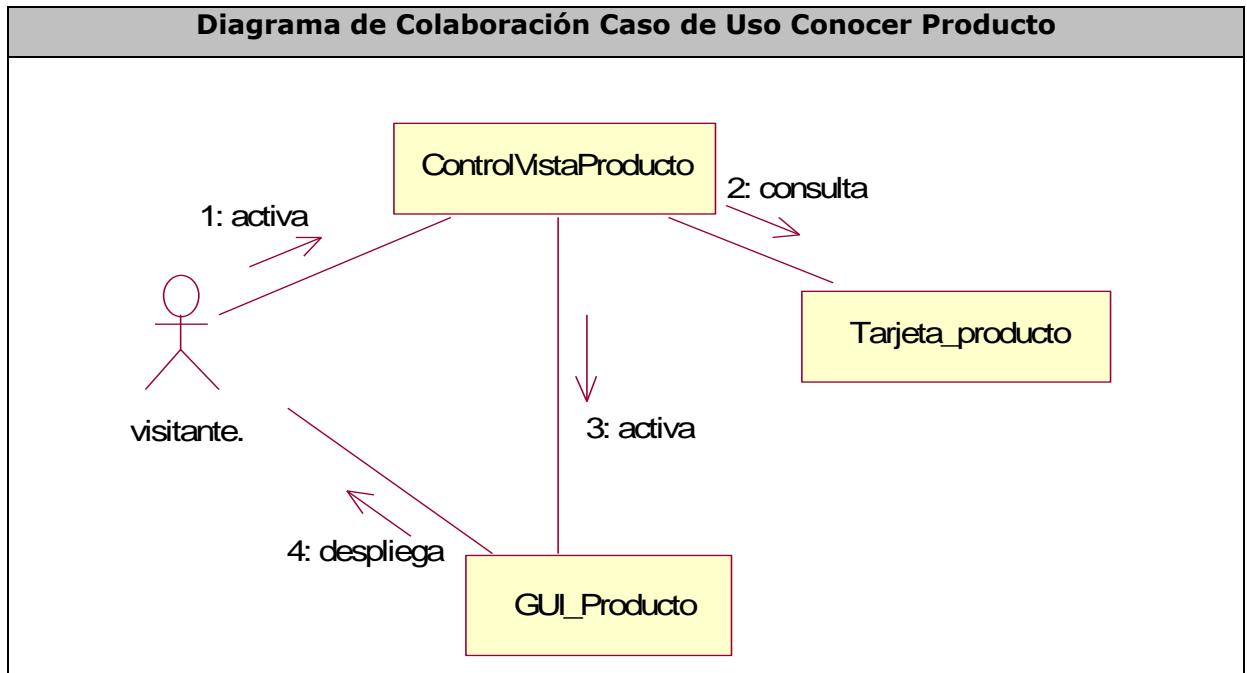 Diagrama de Colaboración Caso de Uso Conocer Producto
ControlVistaProducto
2: consulta
1: activa
Tarjeta_producto
visitante.
3: activa
4: despliega
GUI_Producto